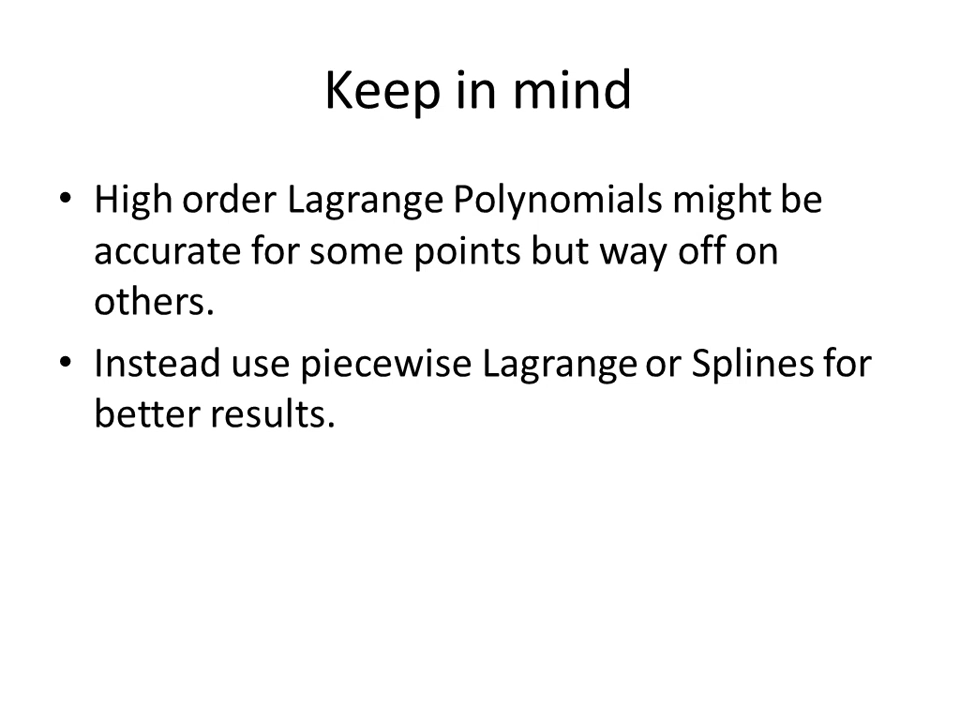 Keep in mind
• High order Lagrange Polynomials might be
accurate for some points but way off on
others.
• Instead use piecewise Lagrange or Splines for
better results.